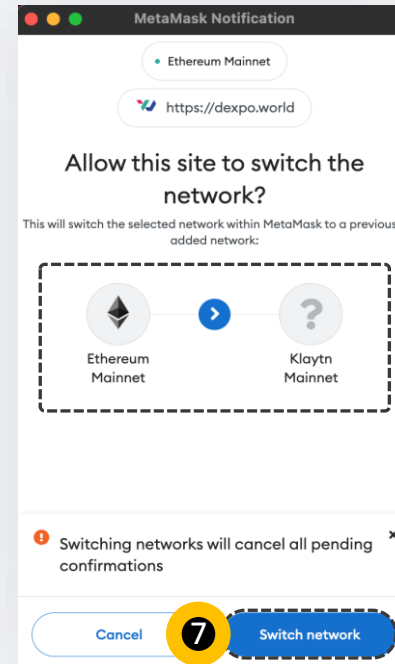 MetaMask Notification
Ethereum Mainnet
https://dexpo.world
Allow this site to switch the
network?
This will switch the selected network within MetaMask to a previous
added network:
Ethereum
Mainnet
?
Klaytn
Mainnet
! Switching networks will cancel all pending
confirmations
×
Cancel
7
Switch network